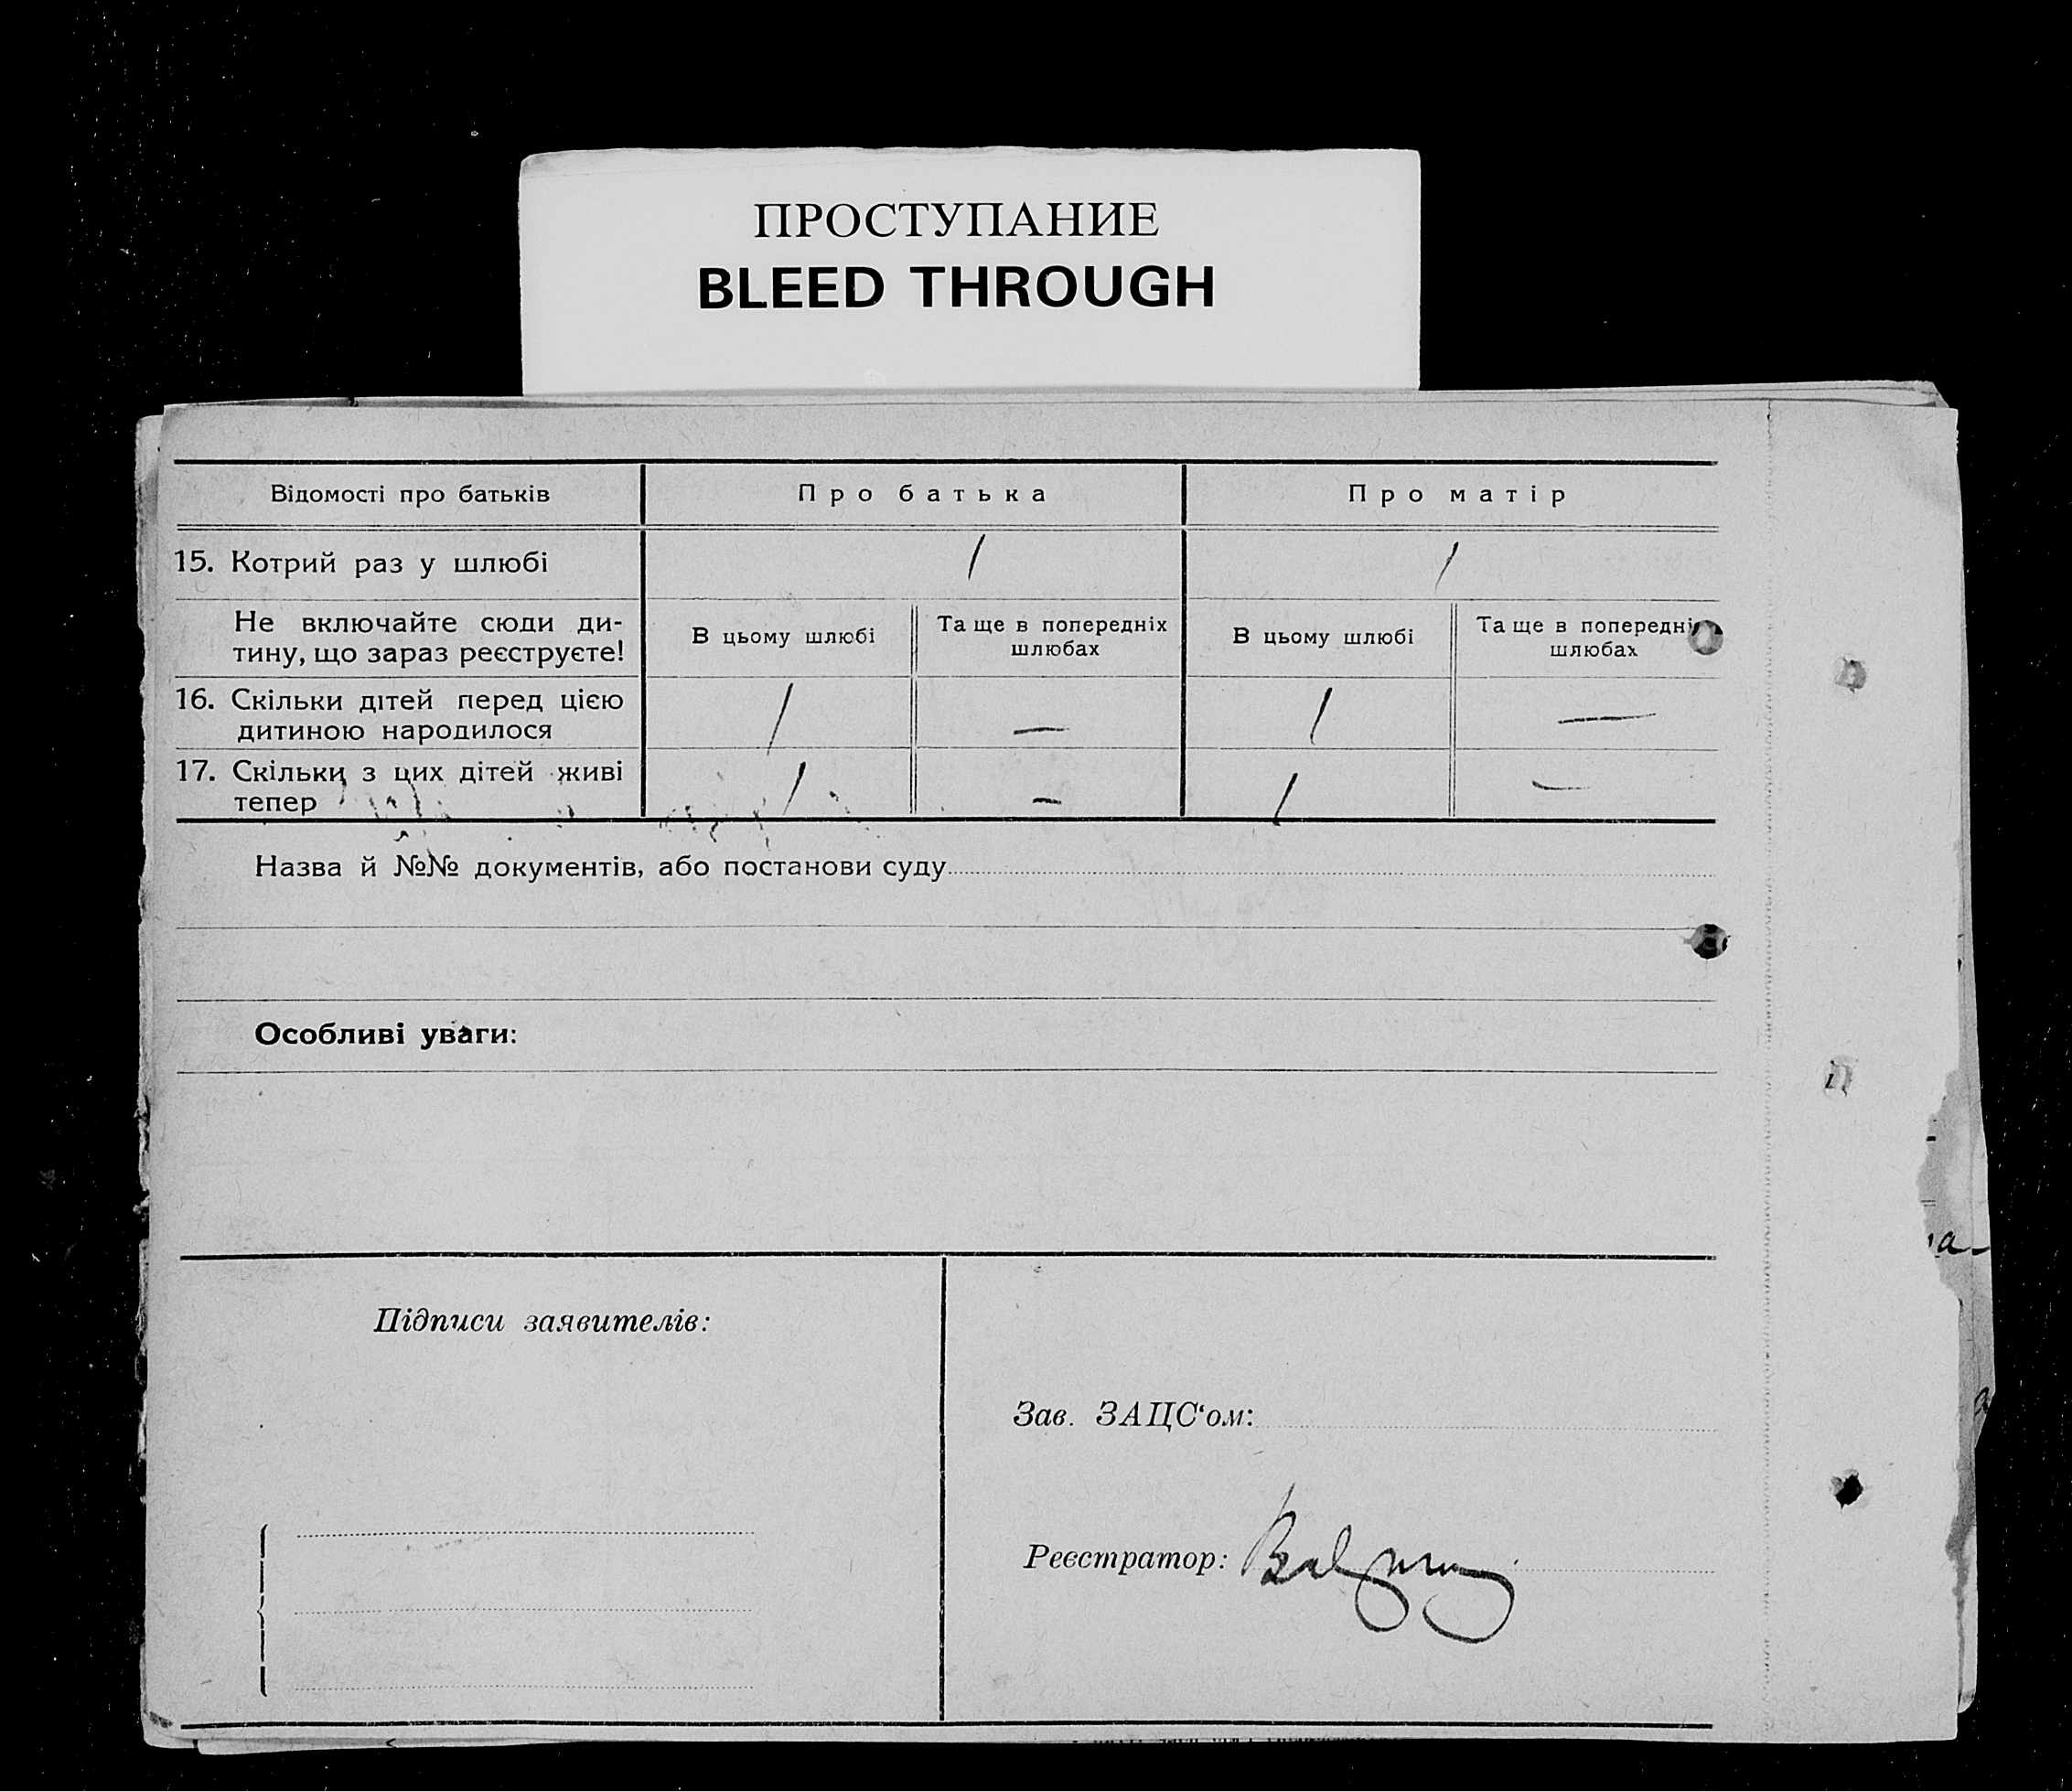 ПРОСТУПАНИЕ
BLEED THROUGH
Відомості про батьків Про батька Про матір
15. Котрий раз у шлюбі 1 1
Не включайте сюди ди-
тину, що зараз реєструєте!
В цьому шлюбі Та ще в попередніх
шлюбах
В цьому шлюбі Та ще в попередніх
шлюбах
16. Скільки дітей перед цією
дитиною народилося 1 — 1 —
17. Скільки з цих дітей живі
тепер 1 — 1 —
Назва й №№ документів, або постанови суду
Особливі уваги:
Підписи заявителів:
Зав. ЗАЦС‘ом:
Реєстратор: